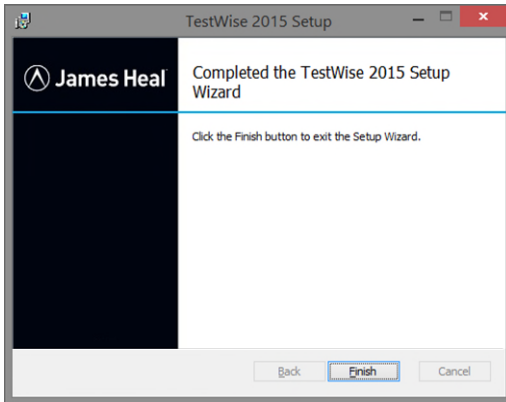 TestWise 2015 Setup
James Heal
Completed the TestWise 2015 Setup
Wizard
Click the Finish button to exit the Setup Wizard.
Back Finish Cancel